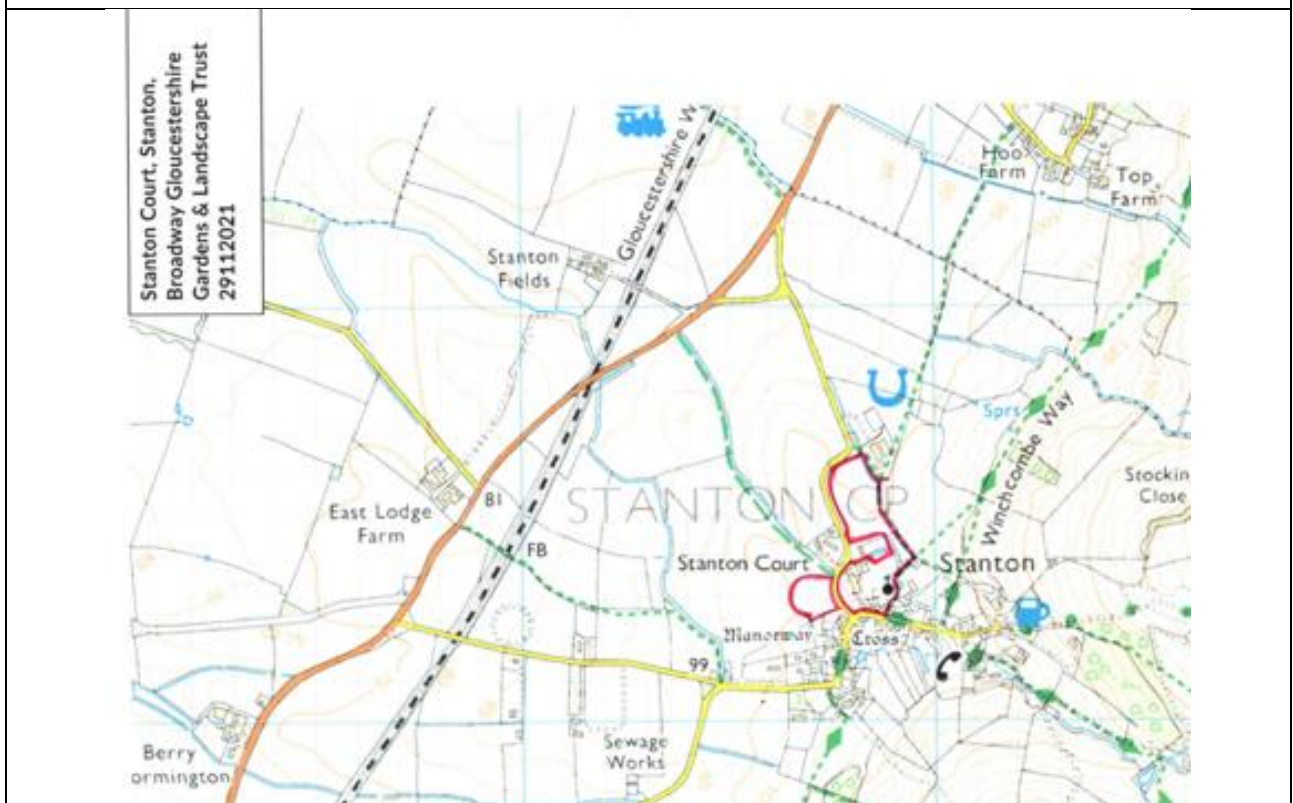 Stanton Court, Stanton,
Broadway Gloucestershire
Gardens & Landscape Trust
29112021
Gloucestershire W
Hoo
Farm
Top
Farm
Stanton
Fields
Sprs
Winchcombe Way
Stockin
Close
East Lodge
Farm
81
STANTON CP
FB
Stanton Court
Stanton
Manorway
Cross
99
Sewage
Works
Berry
ormington